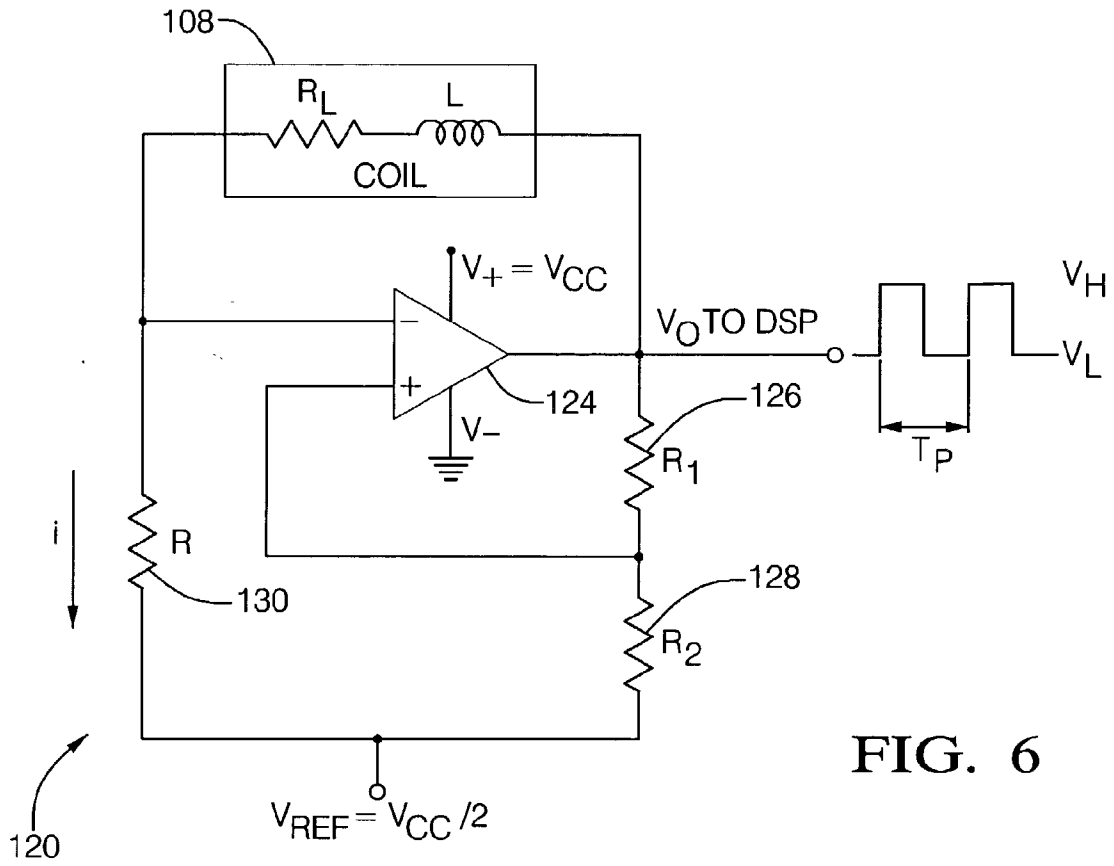 108
R_L L
COIL
V+ = V_CC
−
V_O TO DSP
V_H
V_L
+
124
126
V−
T_P
R_1
i
R
130
128
R_2
FIG. 6
V_REF = V_CC /2
120